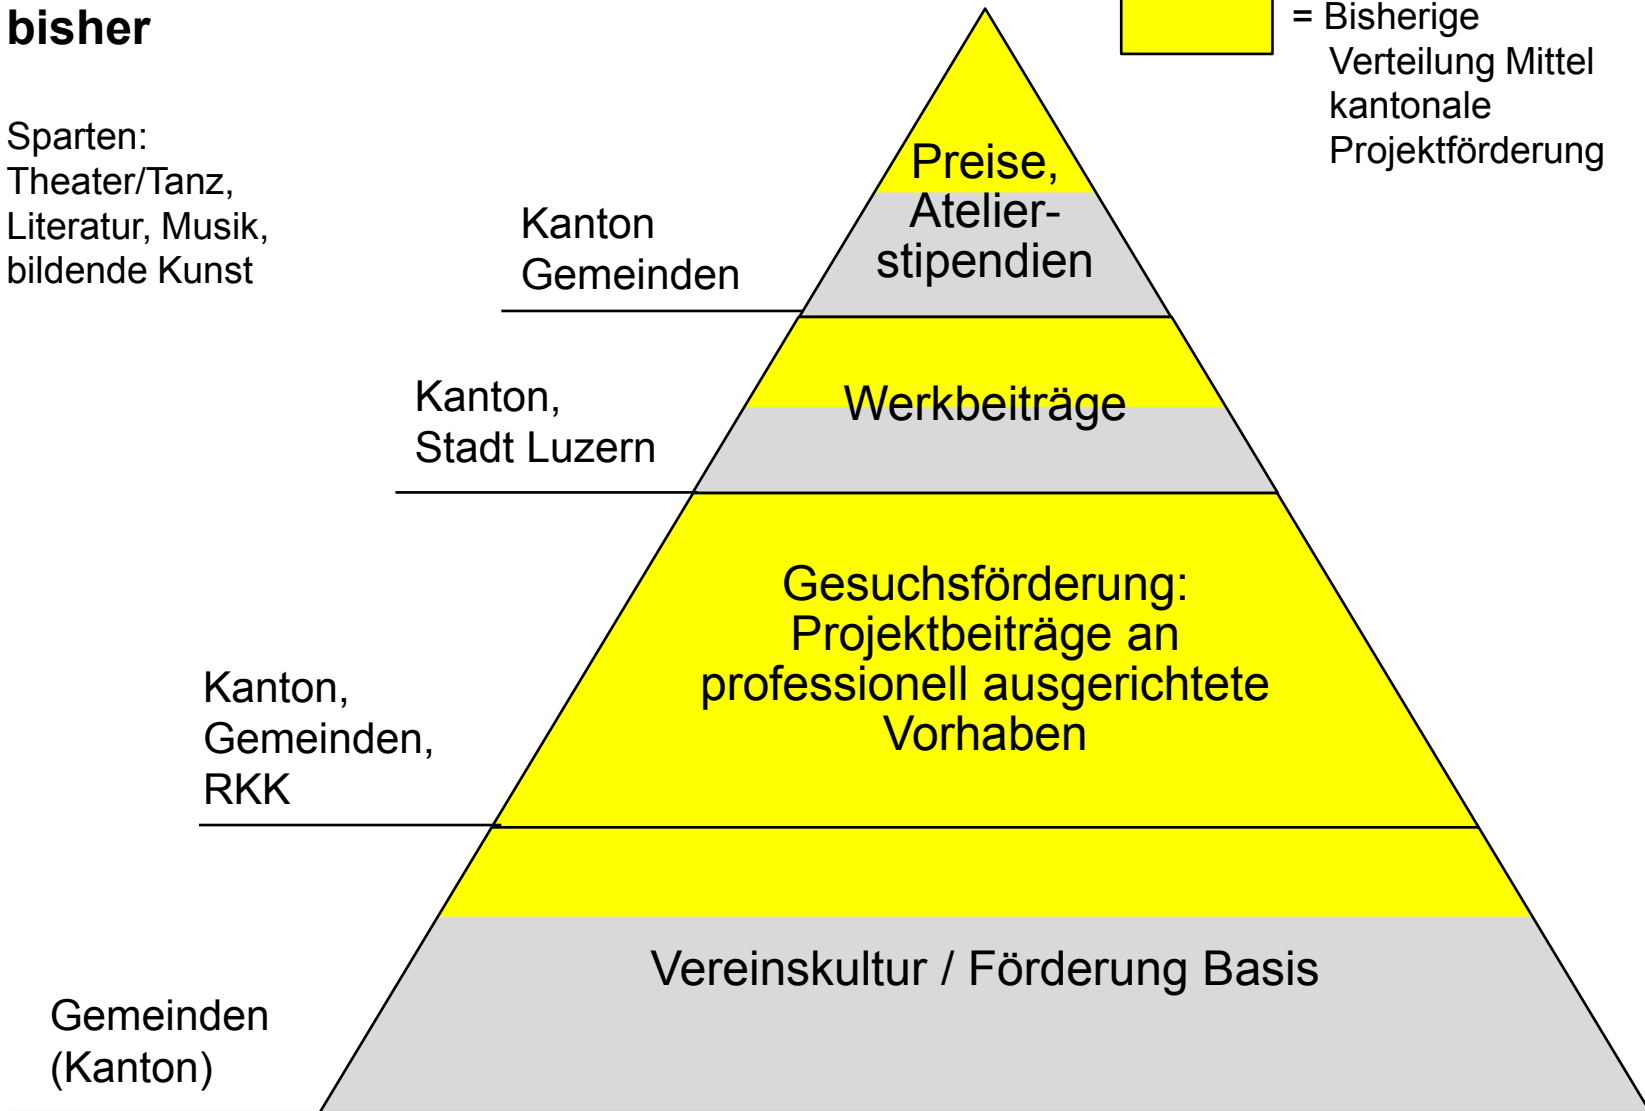 bisher
= Bisherige
Verteilung Mittel
kantonale
Projektförderung
Sparten:
Theater/Tanz,
Literatur, Musik,
bildende Kunst
Kanton
Gemeinden
Preise,
Atelier-
stipendien
Kanton,
Stadt Luzern
Werkbeiträge
Kanton,
Gemeinden,
RKK
Gesuchsförderung:
Projektbeiträge an
professionell ausgerichtete
Vorhaben
Gemeinden
(Kanton)
Vereinskultur / Förderung Basis